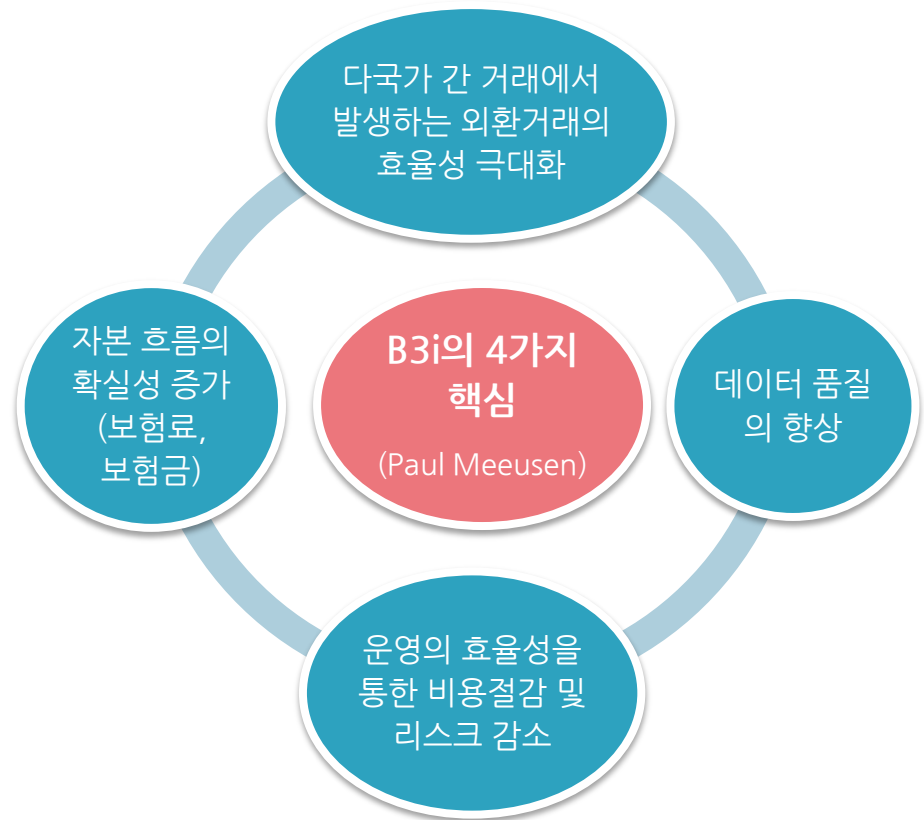 다국가 간 거래에서
발생하는 외환거래의
효율성 극대화
자본 흐름의
확실성 증가
(보험료,
보험금)
B3i의 4가지
핵심
(Paul Meeusen)
데이터 품질
의 향상
운영의 효율성을
통한 비용절감 및
리스크 감소